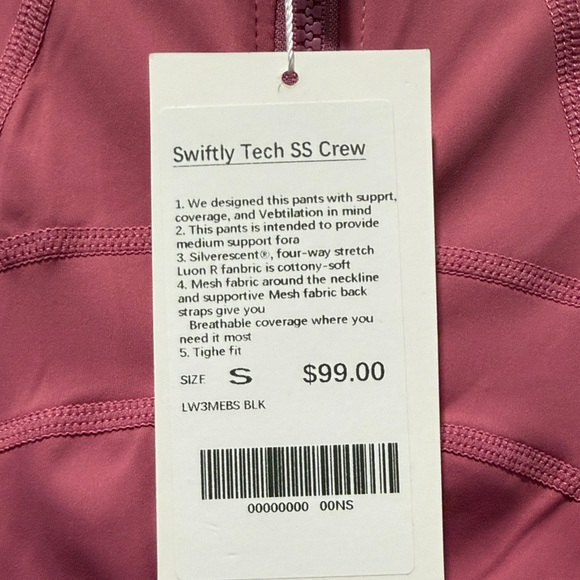 Swiftly Tech SS Crew
1. We designed this pants with supprt,
coverage, and Vebtilation in mind
2. This pants is intended to provide
medium support fora
3. Silverescent®, four-way stretch
Luon R fanbric is cottony-soft
4. Mesh fabric around the neckline
and supportive Mesh fabric back
straps give you
Breathable coverage where you
need it most
5. Tighe fit
SIZE S $99.00
LW3MEBS BLK
00000000 00NS